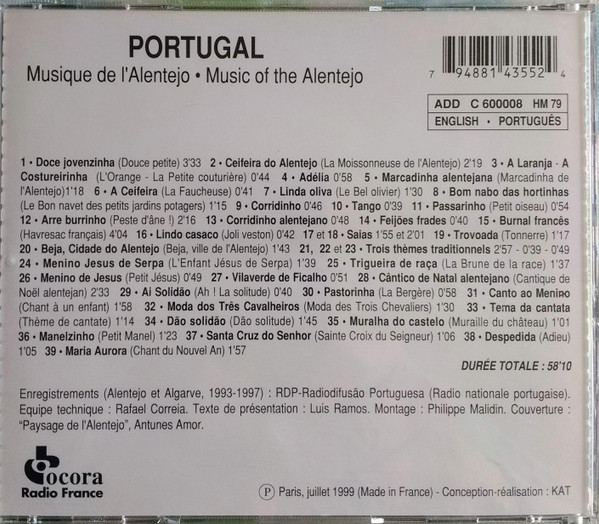 PORTUGAL
Musique de l'Alentejo • Music of the Alentejo
7 94881 43552 4
ADD C 600008 HM 79
ENGLISH • PORTUGUÊS
1 • Doce jovenzinha (Douce petite) 3'33 2 • Ceifeira do Alentejo (La Moissonneuse de l'Alentejo) 2'19 3 • A Laranja - A
Costureirinha (L'Orange - La Petite couturière) 0'44 4 • Adélia 0'58 5 • Marcadinha alentejana (Marcadinha de
l'Alentejo)1'18 6 • A Ceifeira (La Faucheuse) 0'41 7 • Linda oliva (Le Bel olivier) 1'30 8 • Bom nabo das hortinhas
(Le Bon navet des petits jardins potagers) 1'15 9 • Corridinho 0'46 10 • Tango 0'39 11 • Passarinho (Petit oiseau) 0'54
12 • Arre burrinho (Peste d'âne !) 2'16 13 • Corridinho alentejano 0'48 14 • Feijões frades 0'40 15 • Burnal francês
(Havresac français) 4'04 16 • Lindo casaco (Joli veston) 0'42 17 et 18 • Saias 1'55 et 2'01 19 • Trovoada (Tonnerre) 1'17
20 • Beja, Cidade do Alentejo (Beja, ville de l'Alentejo) 1'43 21, 22 et 23 • Trois thèmes traditionnels 2'57 - 0'39 - 0'49
24 • Menino Jesus de Serpa (L'Enfant Jésus de Serpa) 1'39 25 • Trigueira de raça (La Brune de la race) 1'37
26 • Menino de Jesus (Petit Jésus) 0'49 27 • Vilaverde de Ficalho 0'51 28 • Cântico de Natal alentejano (Cantique de
Noël alentejan) 2'33 29 • Aí Solidão (Ah ! La solitude) 0'40 30 • Pastorinha (La Bergère) 0'58 31 • Canto ao Menino
(Chant à un enfant) 1'58 32 • Moda dos Três Cavalheiros (Moda des Trois Chevaliers) 1'30 33 • Tema da cantata
(Thème de cantate) 1'14 34 • Dão solidão (Dão solitude) 1'45 35 • Muralha do castelo (Muraille du château) 1'01
36 • Manelzinho (Petit Manel) 1'23 37 • Santa Cruz do Senhor (Sainte Croix du Seigneur) 1'06 38 • Despedida (Adieu)
1'05 39 • Maria Aurora (Chant du Nouvel An) 1'57
DURÉE TOTALE : 58'10
Enregistrements (Alentejo et Algarve, 1993-1997) : RDP-Radiodifusão Portuguesa (Radio nationale portugaise).
Equipe technique : Rafael Correia. Texte de présentation : Luis Ramos. Montage : Philippe Malidin. Couverture :
"Paysage de l'Alentejo", Antunes Amor.
ocora
Radio France
Ⓟ Paris, juillet 1999 (Made in France) - Conception-réalisation : KAT